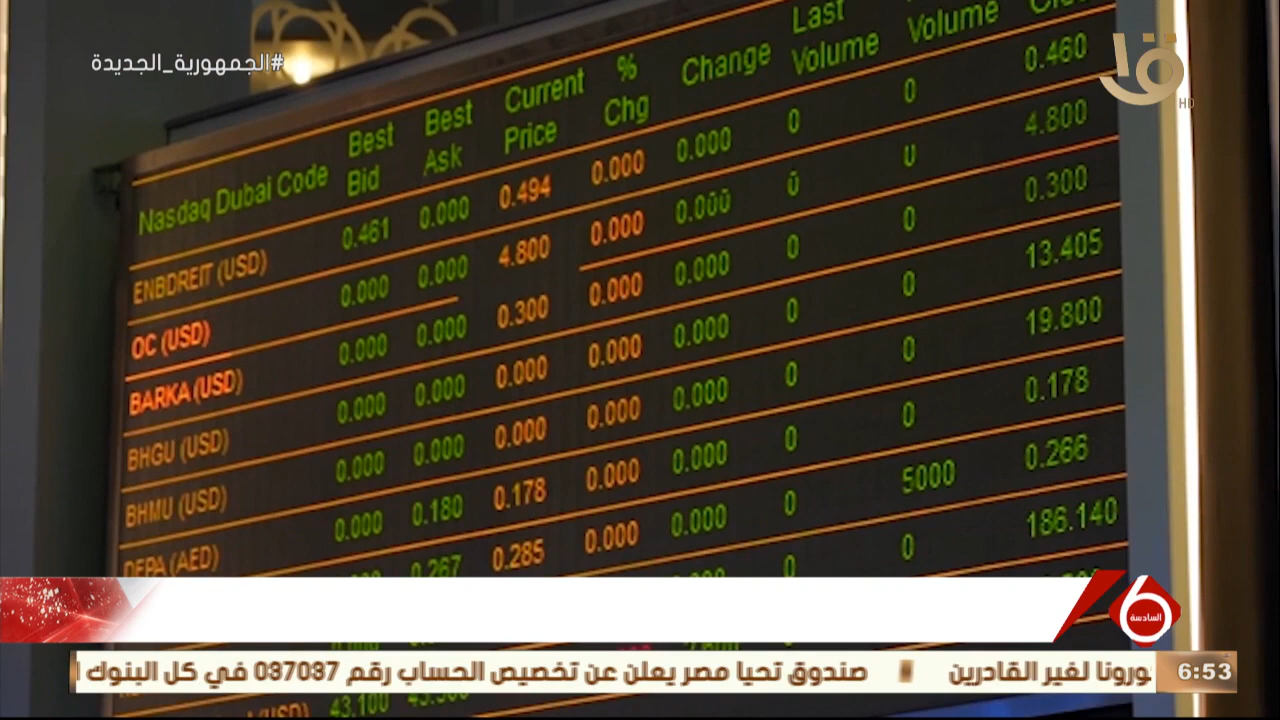 #الجمهورية_الجديدة
HD
Nasdaq Dubai Code Best Bid Best Ask Current Price % Chg Change Last Volume Volume
ENBDREIT (USD) 0.461 0.000 0.494 0.000 0.000 0 0 0.460
OC (USD) 0.000 0.000 4.800 0.000 0.000 0 0 4.800
BARKA (USD) 0.000 0.000 0.300 0.000 0.000 0 0 0.300
BHGU (USD) 0.000 0.000 0.000 0.000 0.000 0 0 13.405
BHMU (USD) 0.000 0.000 0.000 0.000 0.000 0 0 19.800
DEPA (AED) 0.000 0.180 0.178 0.000 0.000 0 0 0.178
0.267 0.285 0.000 0.000 0 5000 0.266
0 0 186.140
43.100
السادسة
لغير القادرين صندوق تحيا مصر يعلن عن تخصيص الحساب رقم 037037 في كل البنوك
6:53